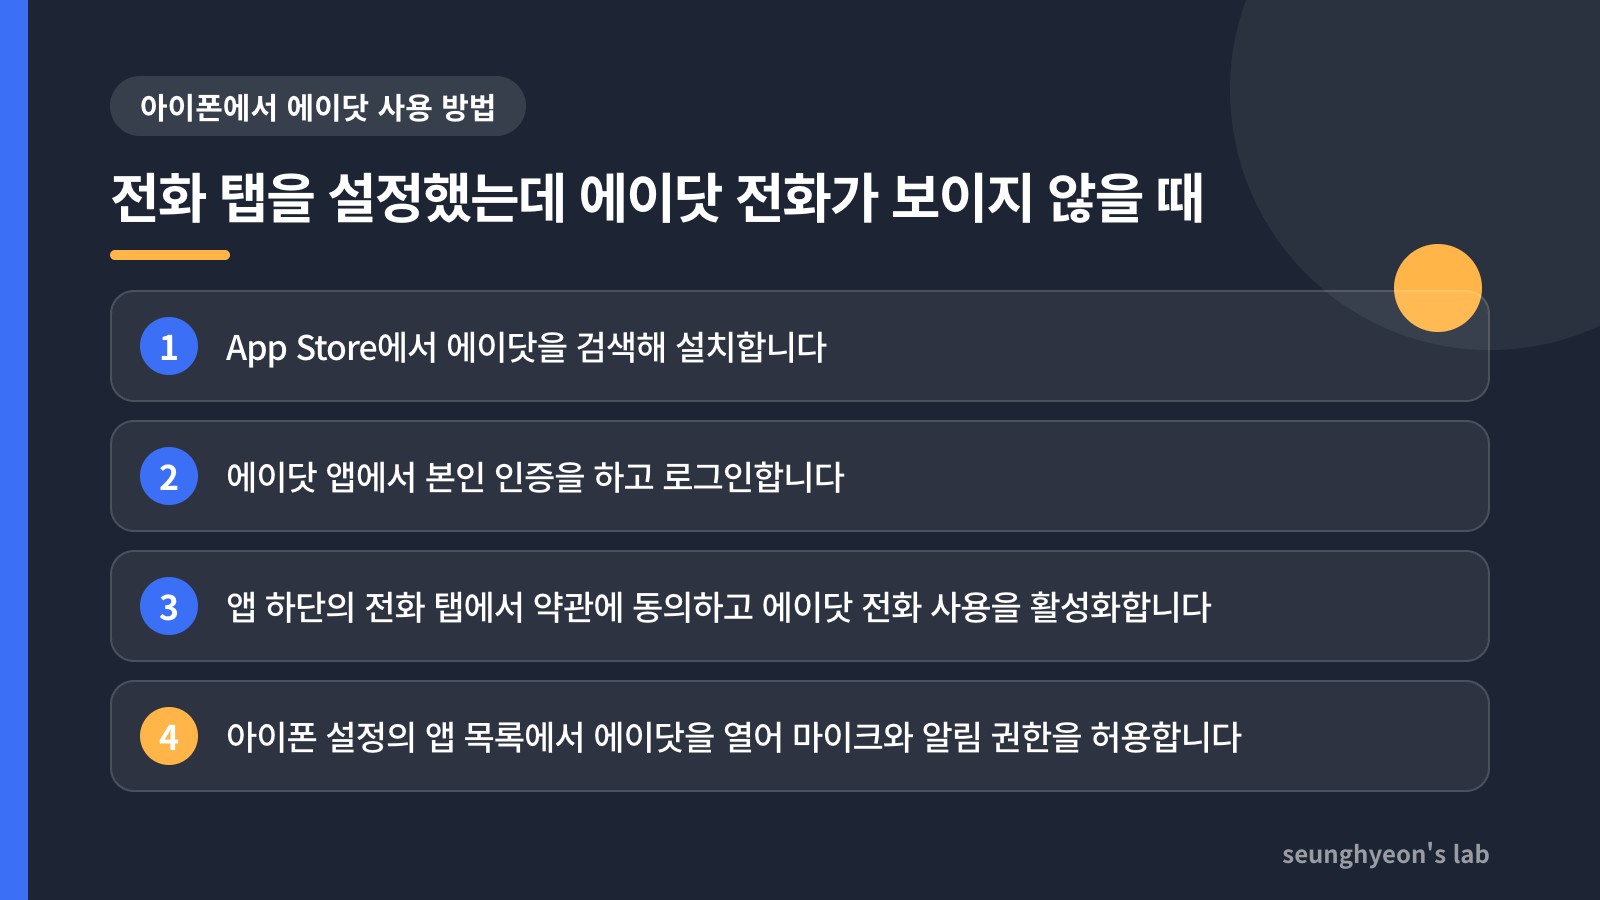 아이폰에서 에이닷 사용 방법
전화 탭을 설정했는데 에이닷 전화가 보이지 않을 때
1 App Store에서 에이닷을 검색해 설치합니다
2 에이닷 앱에서 본인 인증을 하고 로그인합니다
3 앱 하단의 전화 탭에서 약관에 동의하고 에이닷 전화 사용을 활성화합니다
4 아이폰 설정의 앱 목록에서 에이닷을 열어 마이크와 알림 권한을 허용합니다
seunghyeon's lab